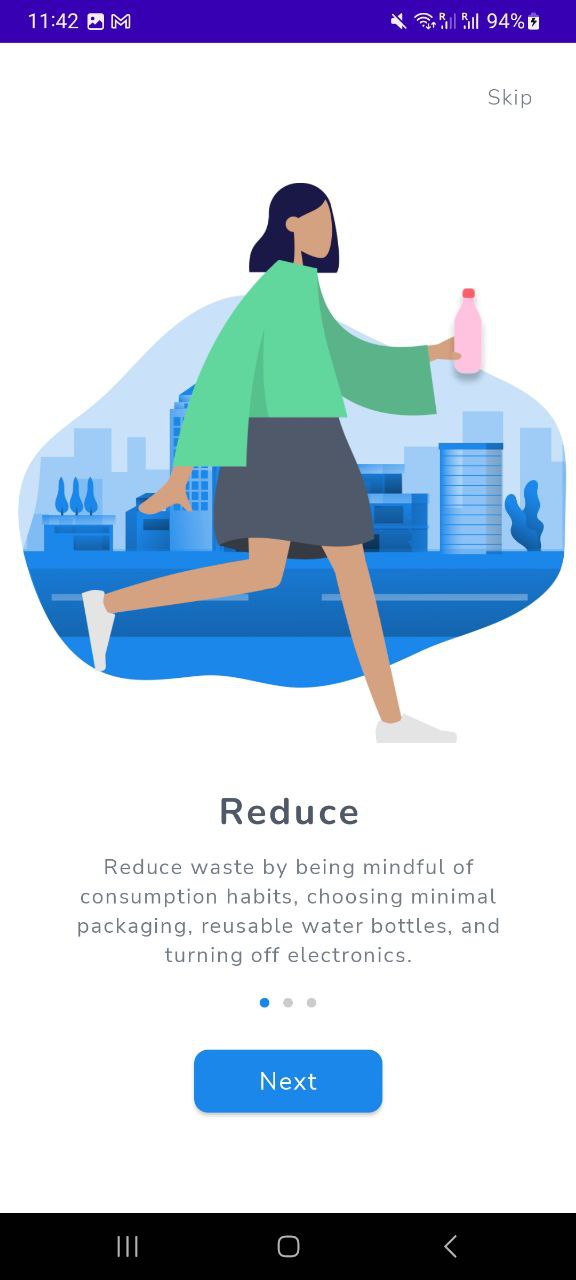 11:42
94%
Skip
Reduce
Reduce waste by being mindful of
consumption habits, choosing minimal
packaging, reusable water bottles, and
turning off electronics.
Next